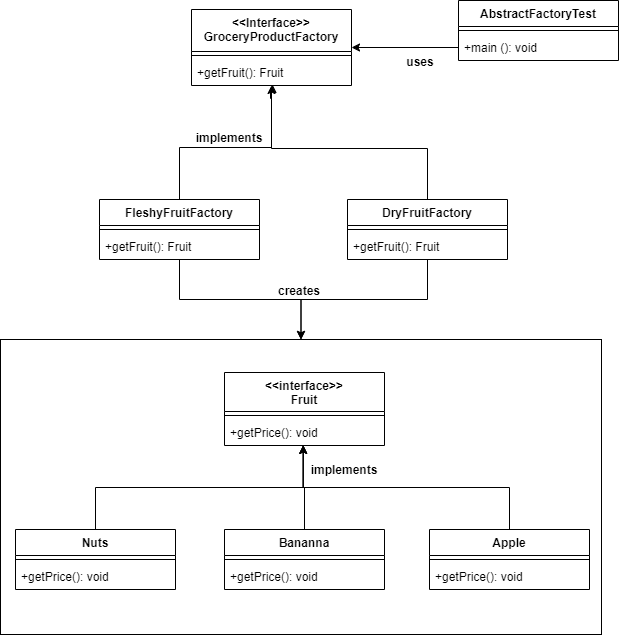 <<Interface>>
GroceryProductFactory
+getFruit(): Fruit
AbstractFactoryTest
+main (): void
uses
implements
FleshyFruitFactory
+getFruit(): Fruit
DryFruitFactory
+getFruit(): Fruit
creates
<<interface>>
Fruit
+getPrice(): void
implements
Nuts
+getPrice(): void
Bananna
+getPrice(): void
Apple
+getPrice(): void